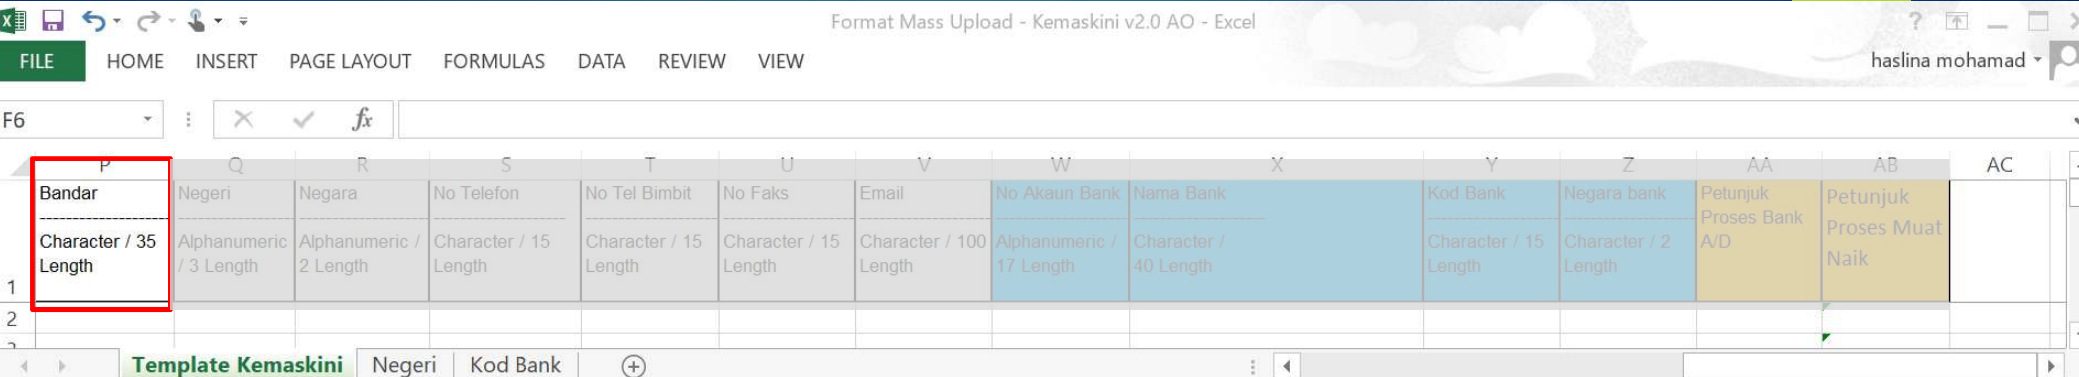 Format Mass Upload - Kemaskini v2.0 AO - Excel
?
FILE HOME INSERT PAGE LAYOUT FORMULAS DATA REVIEW VIEW
haslina mohamad
F6
fx
P Q R S T U V W X Y Z AA AB AC
1
Bandar
Character / 35
Length
Negeri
Alphanumeric
/ 3 Length
Negara
Alphanumeric /
2 Length
No Telefon
Character / 15
Length
No Tel Bimbit
Character / 15
Length
No Faks
Character / 15
Length
Email
Character / 100
Length
No Akaun Bank
Alphanumeric /
17 Length
Nama Bank
Character /
40 Length
Kod Bank
Character / 15
Length
Negara bank
Character / 2
Length
Petunjuk
Proses Bank
A/D
Petunjuk
Proses Muat
Naik
2
Template Kemaskini Negeri Kod Bank